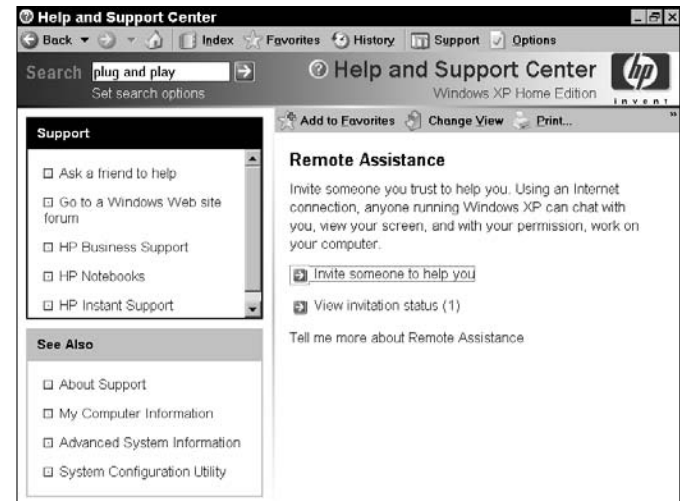 Help and Support Center
Back Index Favorites History Support Options
Search plug and play
Set search options
Help and Support Center
Windows XP Home Edition
hp
invent
Support
Ask a friend to help
Go to a Windows Web site
forum
HP Business Support
HP Notebooks
HP Instant Support
See Also
About Support
My Computer Information
Advanced System Information
System Configuration Utility
Add to Favorites Change View Print... »
Remote Assistance
Invite someone you trust to help you. Using an Internet
connection, anyone running Windows XP can chat with
you, view your screen, and with your permission, work on
your computer.
Invite someone to help you
View invitation status (1)
Tell me more about Remote Assistance